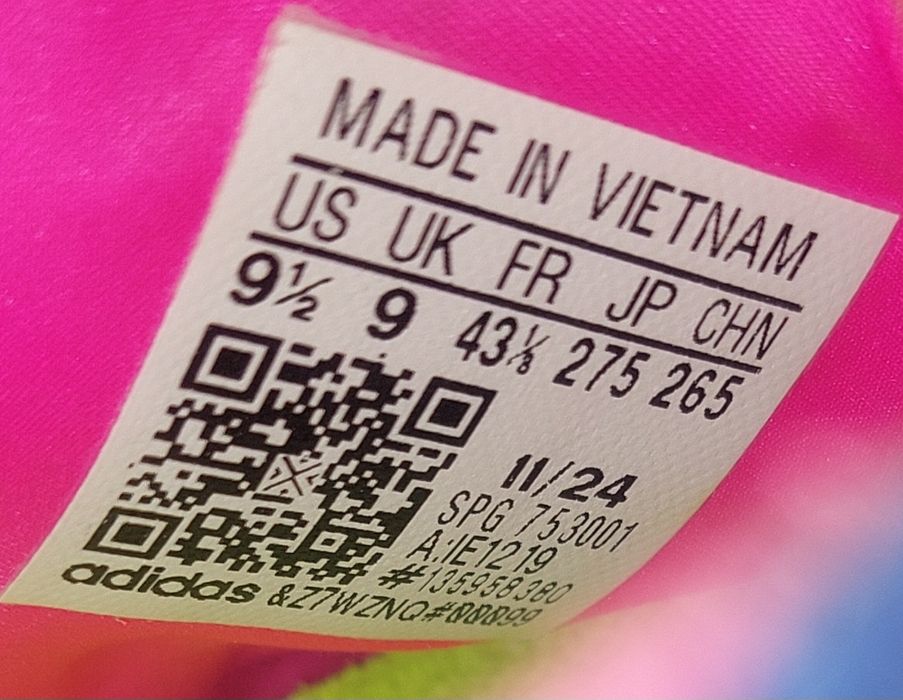 MADE IN VIETNAM
US UK FR JP CHN
9½ 9 43⅓ 275 265
11/24
SPG 753001
A:IE1219
#135958380
adidas &Z7WZNQ#00099